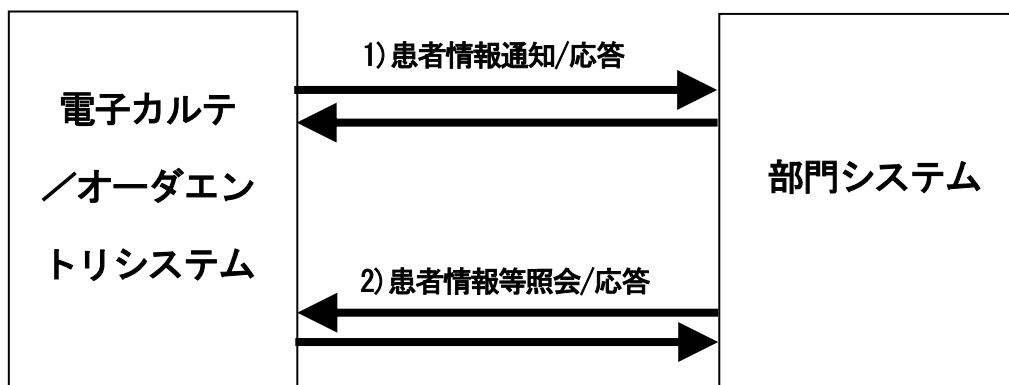 電子カルテ
／オーダエン
トリシステム
1)患者情報通知/応答
2)患者情報等照会/応答
部門システム